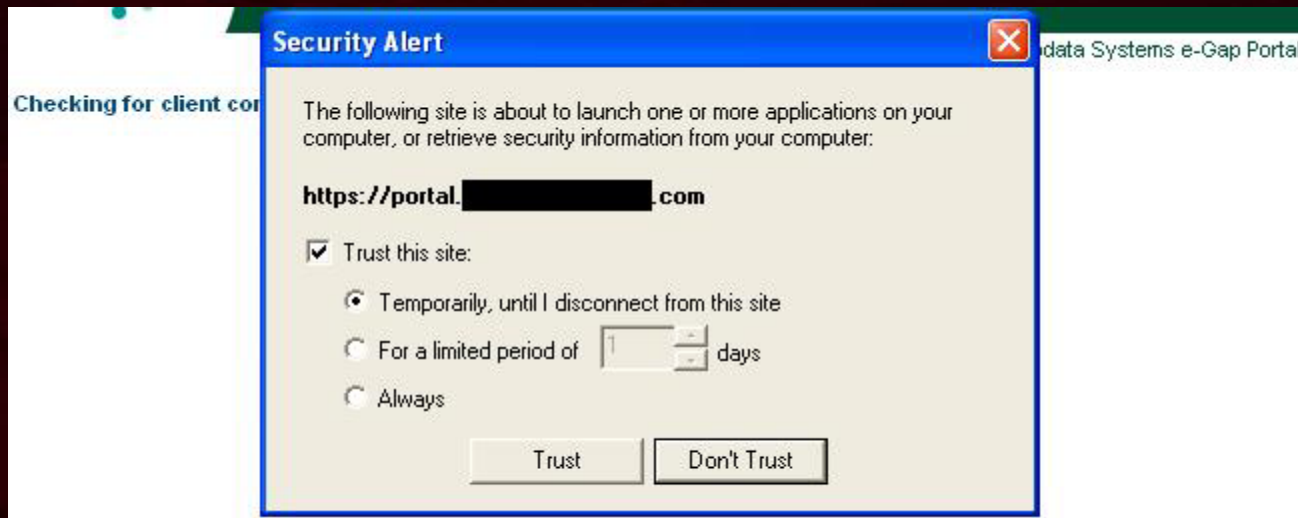 Security Alert
data Systems e-Gap Portal
Checking for client
The following site is about to launch one or more applications on your
computer, or retrieve security information from your computer:
https://portal. .com
Trust this site:
Temporarily, until I disconnect from this site
For a limited period of 1 days
Always
Trust Don't Trust